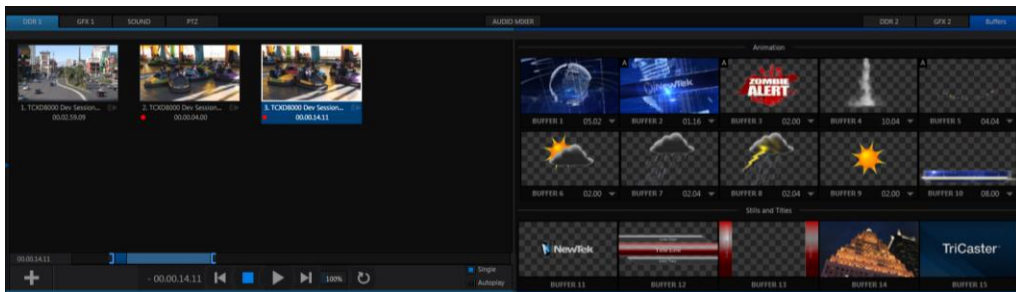 DDR 1 GFX 1 SOUND PTZ AUDIO MIXER DDR 2 GFX 2 Buffers
1. TCXD8000 Dev Session...
00.02.59.09
2. TCXD8000 Dev Session...
00.00.04.00
3. TCXD8000 Dev Session...
00.00.14.11
00.00.14.11
- 00.00.14.11
100%
Single
Autoplay
Animation
A A A A
NewTek
ZOMBIE
ALERT
BUFFER 1 05.02 BUFFER 2 01.16 BUFFER 3 02.00 BUFFER 4 10.04 BUFFER 5 04.04
BUFFER 6 02.00 BUFFER 7 02.04 BUFFER 8 02.04 BUFFER 9 02.00 BUFFER 10 08.00
Stills and Titles
NewTek
TriCaster
BUFFER 11 BUFFER 12 BUFFER 13 BUFFER 14 BUFFER 15